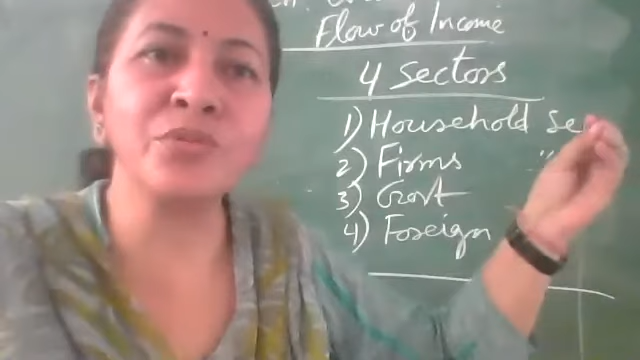 Flow of Income
4 Sectors
1) Household Se
2) Firms "
3) Govt
4) Foreign